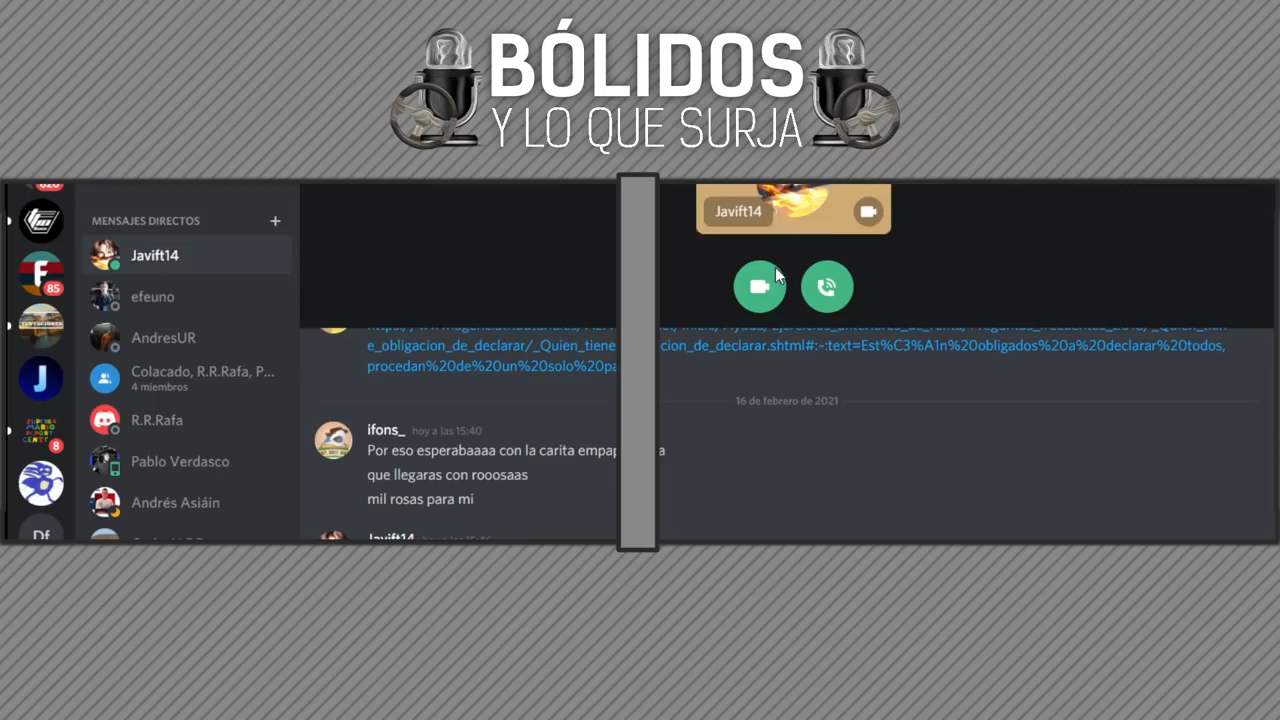 BÓLIDOS
Y LO QUE SURJA
MENSAJES DIRECTOS
Javift14
efeuno
AndresUR
Colacado, R.R.Rafa, P...
4 miembros
R.R.Rafa
Pablo Verdasco
Andrés Asiáin
F
85
TENTACIONES
J
8
Df
Javift14
e_obligacion_de_declarar/_Quien_tiene cion_de_declarar.shtml#:~:text=Est%C3%A1n%20obligados%20a%20declarar%20todos,
procedan%20de%20un%20solo%20pa
16 de febrero de 2021
ifons_ hoy a las 15:40
Por eso esperabaaaa con la carita empap a
que llegaras con rooosaas
mil rosas para mi
Javift14